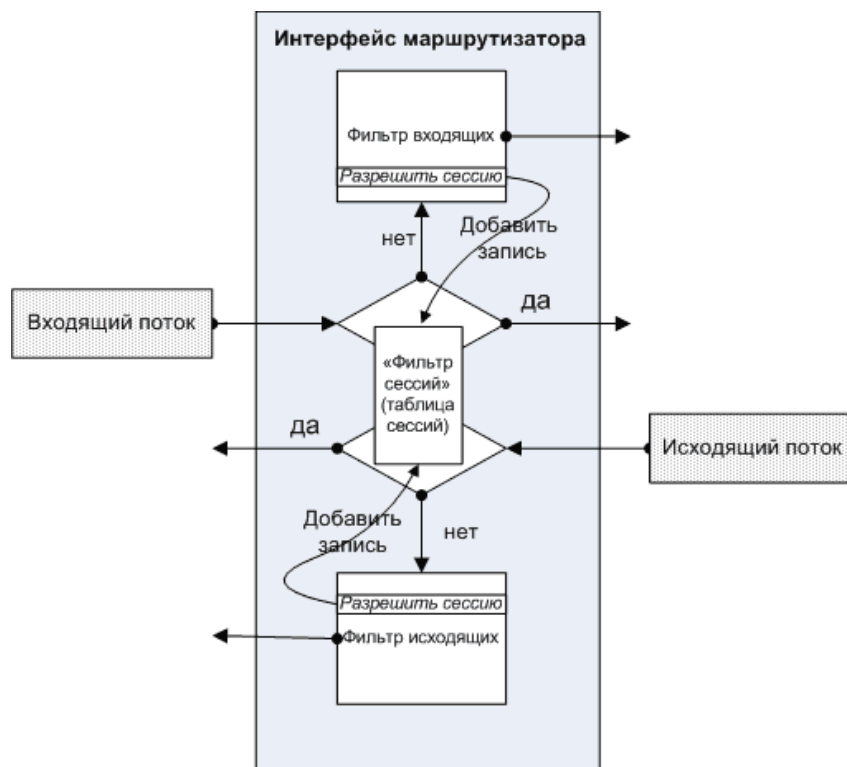 Интерфейс маршрутизатора
Фильтр входящих
Разрешить сессию
Добавить
запись
нет
да
Входящий поток
«Фильтр
сессий»
(таблица
сессий)
да
Исходящий поток
Добавить
запись
нет
Разрешить сессию
Фильтр исходящих